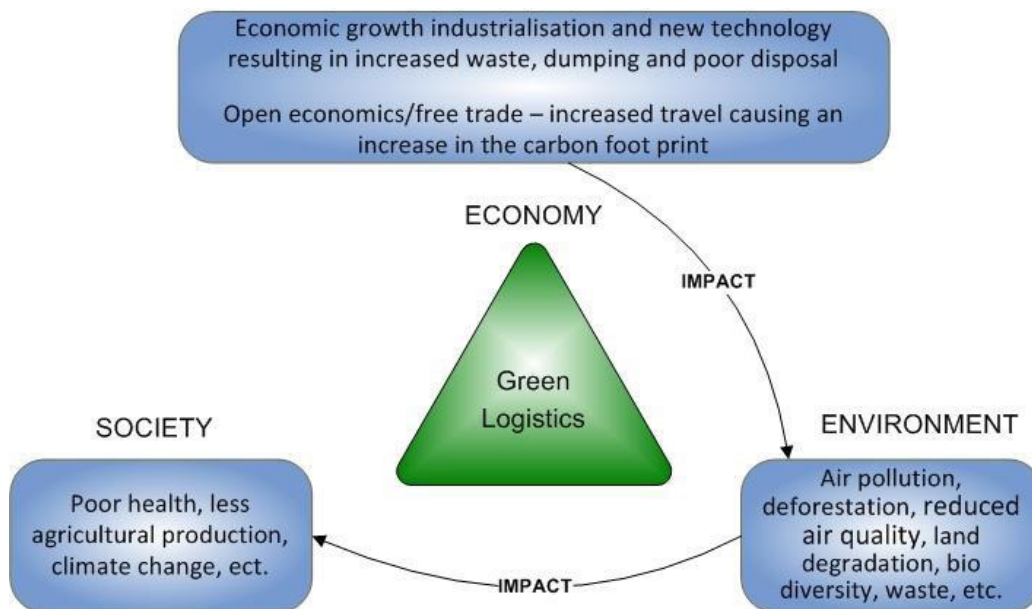 Economic growth industrialisation and new technology
resulting in increased waste, dumping and poor disposal
Open economics/free trade – increased travel causing an
increase in the carbon foot print
ECONOMY
IMPACT
Green
Logistics
SOCIETY
ENVIRONMENT
Poor health, less
agricultural production,
climate change, ect.
Air pollution,
deforestation, reduced
air quality, land
degradation, bio
diversity, waste, etc.
IMPACT